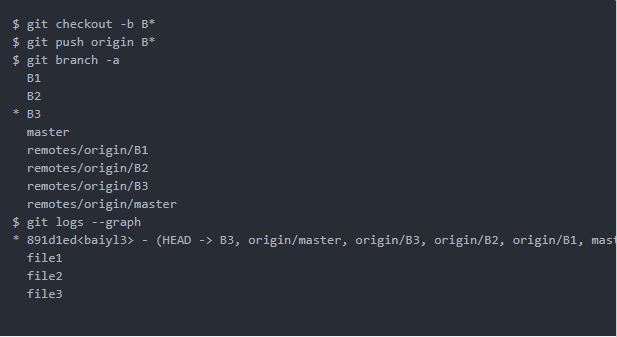 $ git checkout -b B*
$ git push origin B*
$ git branch -a
B1
B2
* B3
master
remotes/origin/B1
remotes/origin/B2
remotes/origin/B3
remotes/origin/master
$ git logs --graph
* 891d1ed<baiyl3> - (HEAD -> B3, origin/master, origin/B3, origin/B2, origin/B1, mast
file1
file2
file3